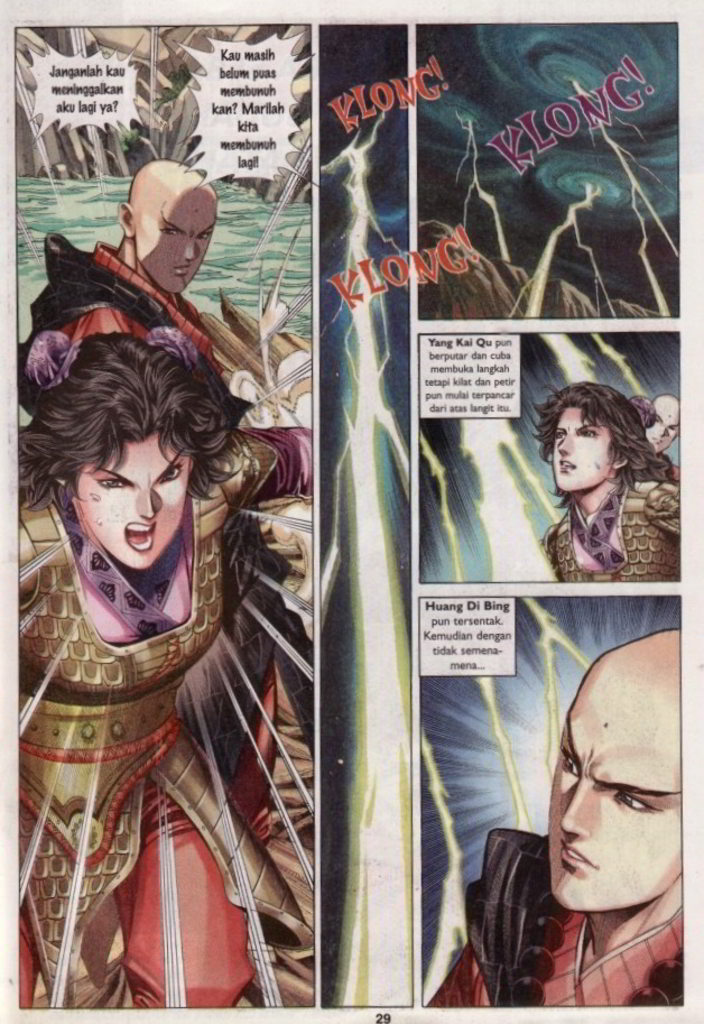 Janganlah kau
meninggalkan
aku lagi ya?
Kau masih
belum puas
membunuh
kan? Marilah
kita
membunuh
lagi!
KLONG!
KLONG!
KLONG!
KLONG!
Yang Kai Qu pun
berputar dan cuba
membuka langkah
tetapi kilat dan petir
pun mulai terpancar
dari atas langit itu.
Huang Di Bing
pun tersentak.
Kemudian dengan
tidak semena-
mena...
29